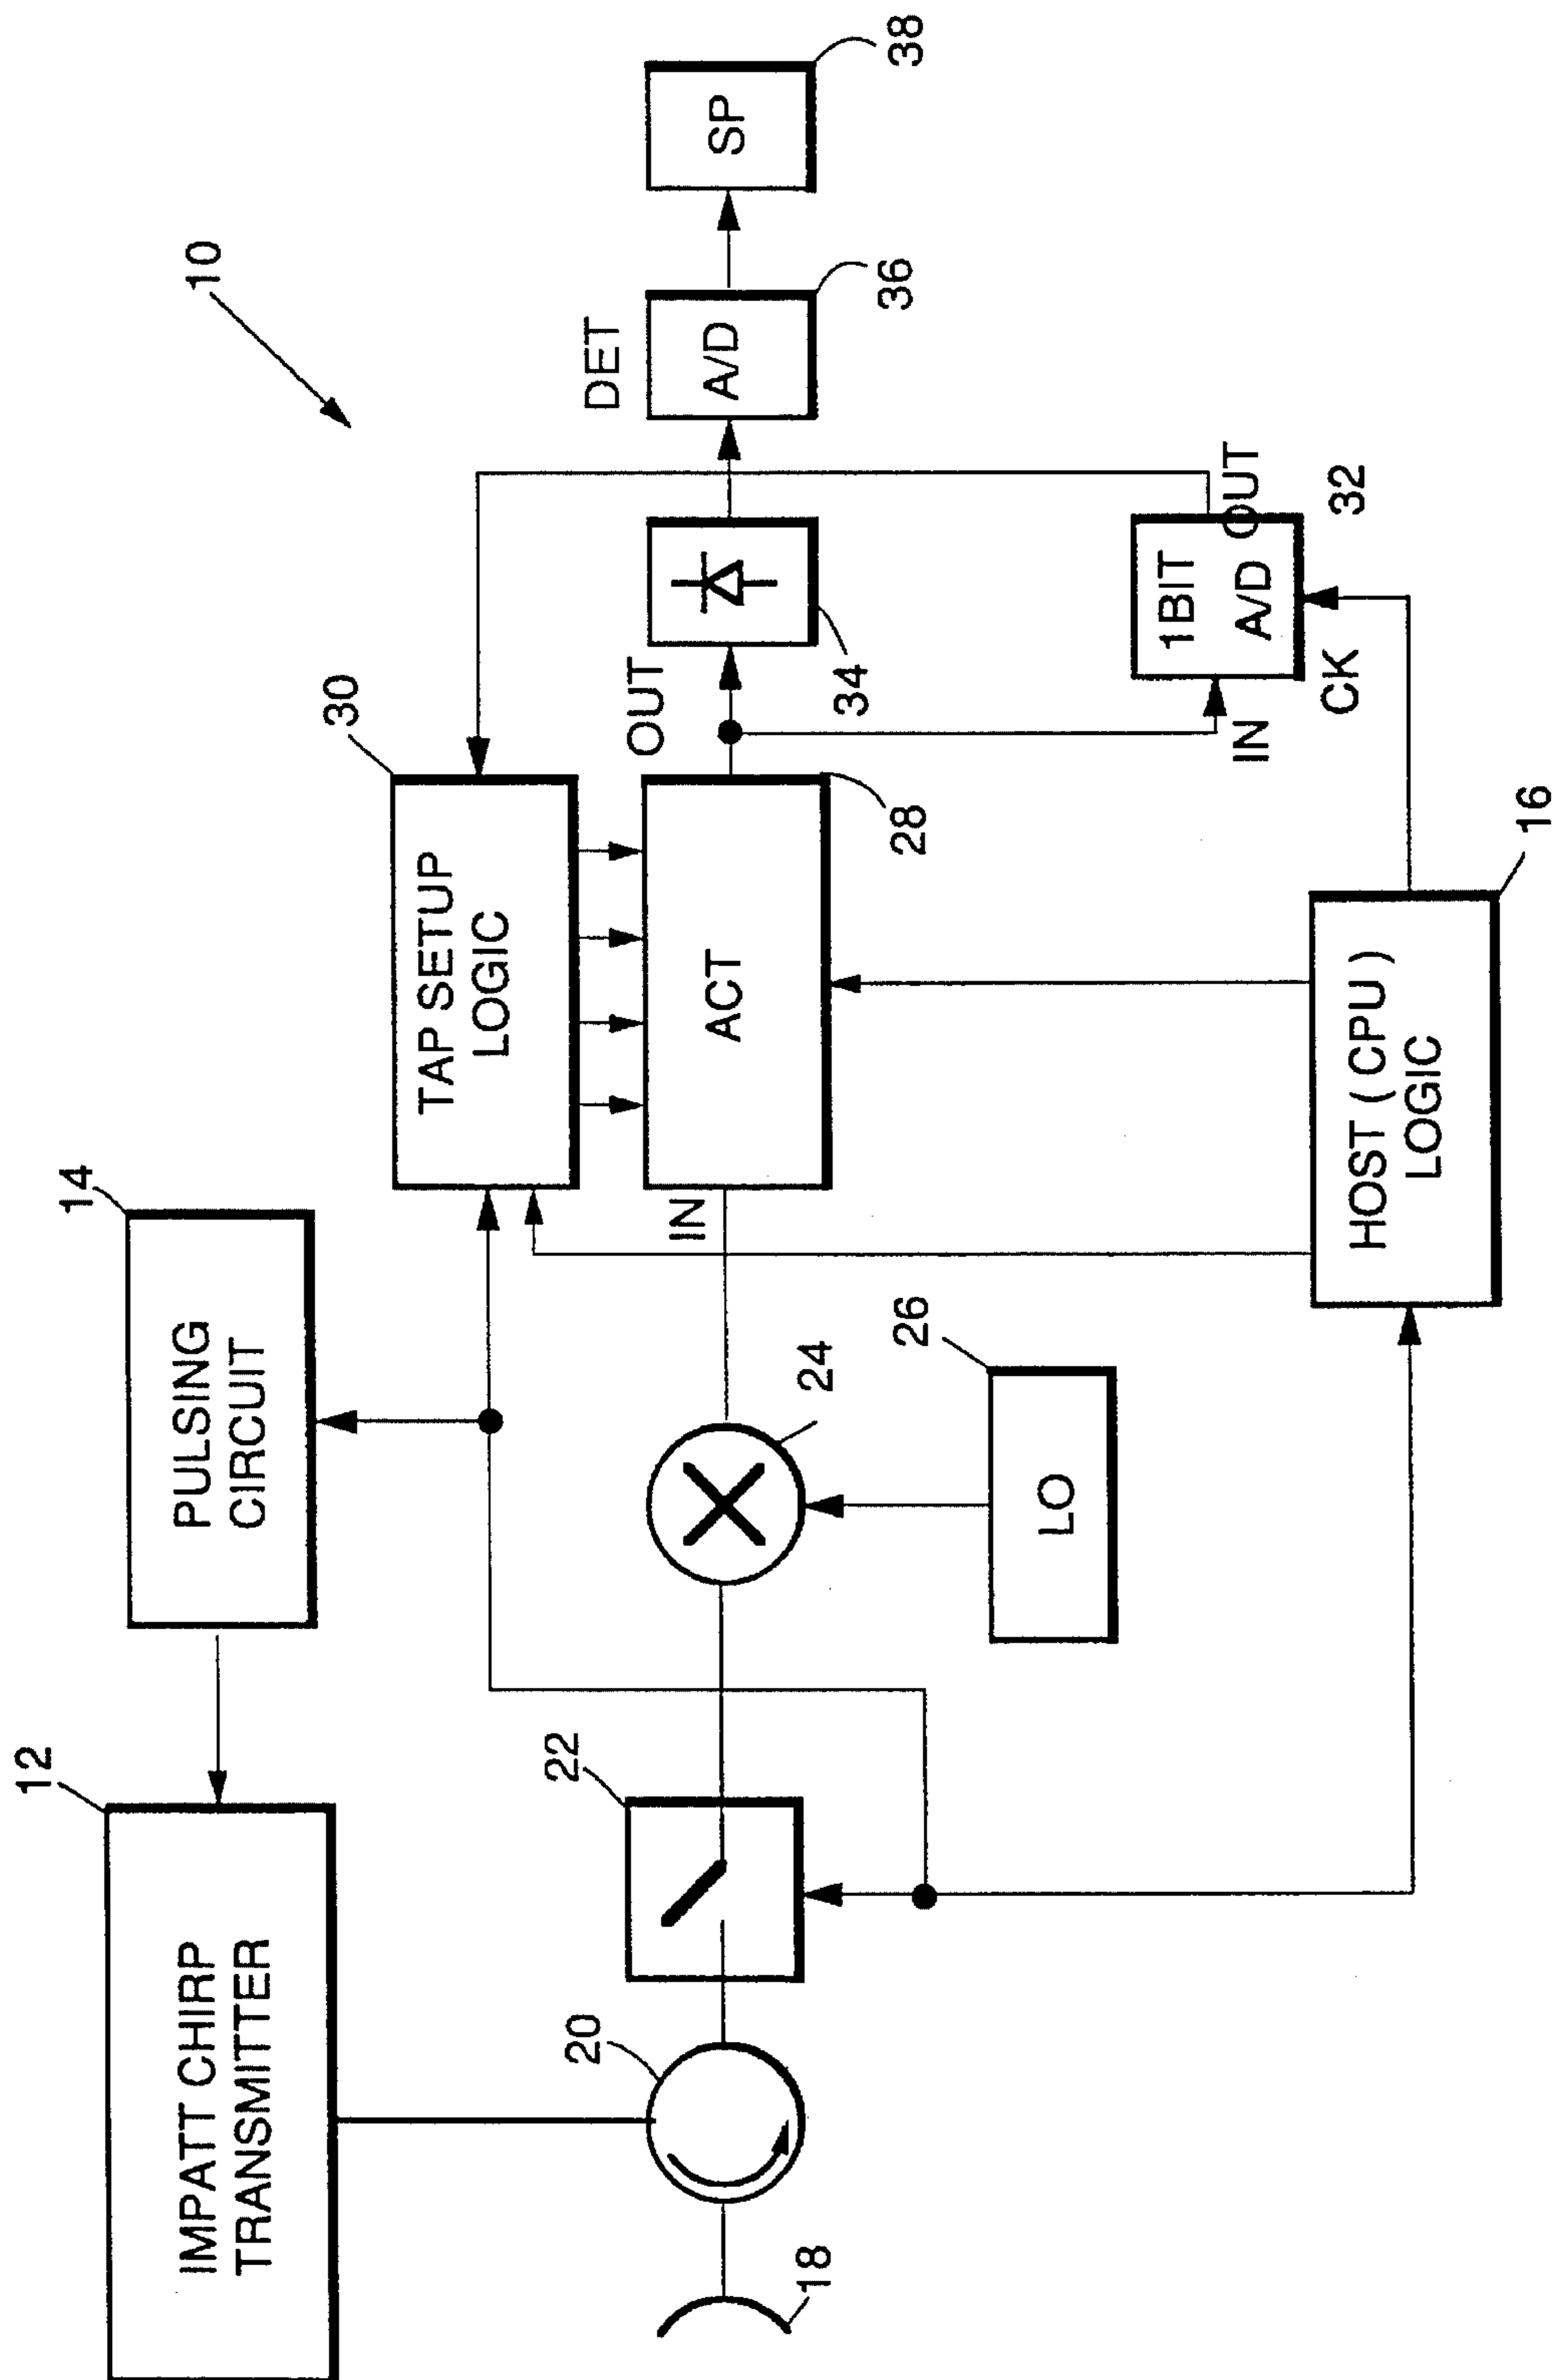 10
12
IMPATT CHIRP
TRANSMITTER
14
PULSING
CIRCUIT
30
TAP SETUP
LOGIC
18
20
22
24
26
LO
IN
ACT
28
OUT
34
DET
A/D
36
SP
38
IN
1BIT
A/D
OUT
32
CK
HOST ( CPU )
LOGIC
16